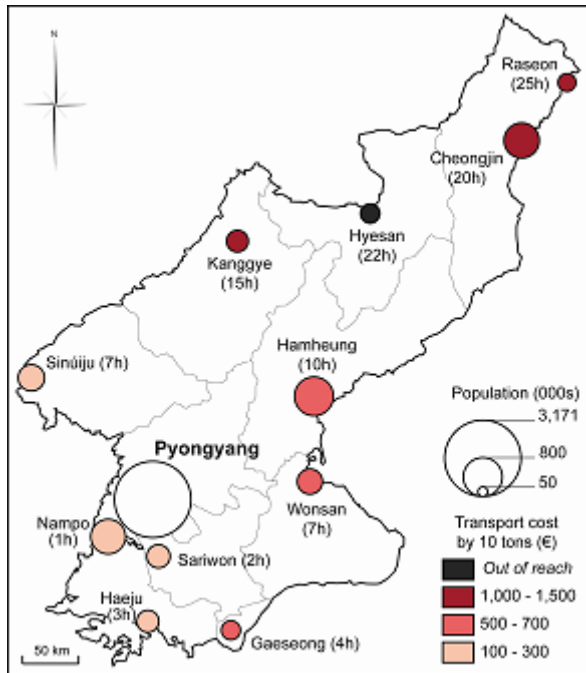 N
Raseon
(25h)
Cheongjin
(20h)
Hyesan
(22h)
Kanggye
(15h)
Hamheung
(10h)
Sinüiju (7h)
Population (000s)
3,171
800
50
Pyongyang
Wonsan
(7h)
Nampo
(1h)
Sariwon (2h)
Haeju
(3h)
Gaeseong (4h)
Transport cost
by 10 tons (€)
Out of reach
1,000 - 1,500
500 - 700
100 - 300
50 km